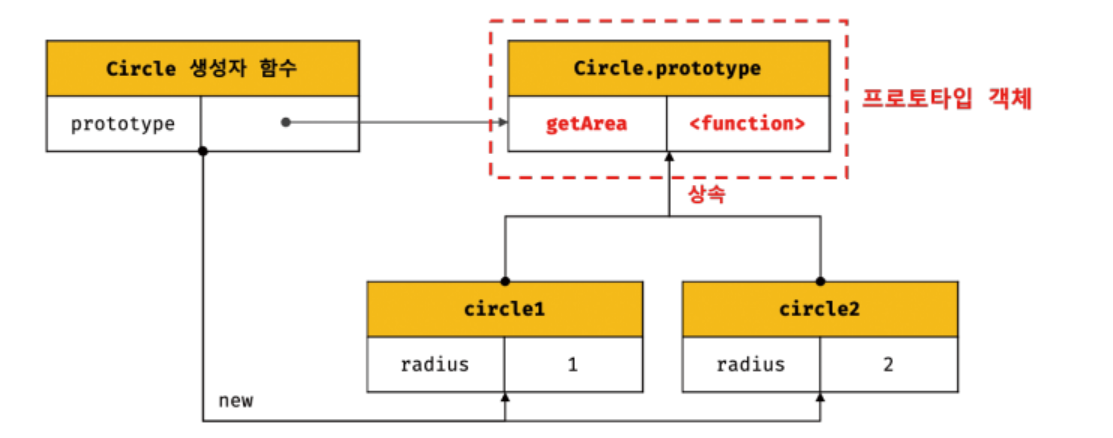 Circle 생성자 함수
prototype
Circle.prototype
getArea
<function>
프로토타입 객체
상속
circle1
radius
1
circle2
radius
2
new